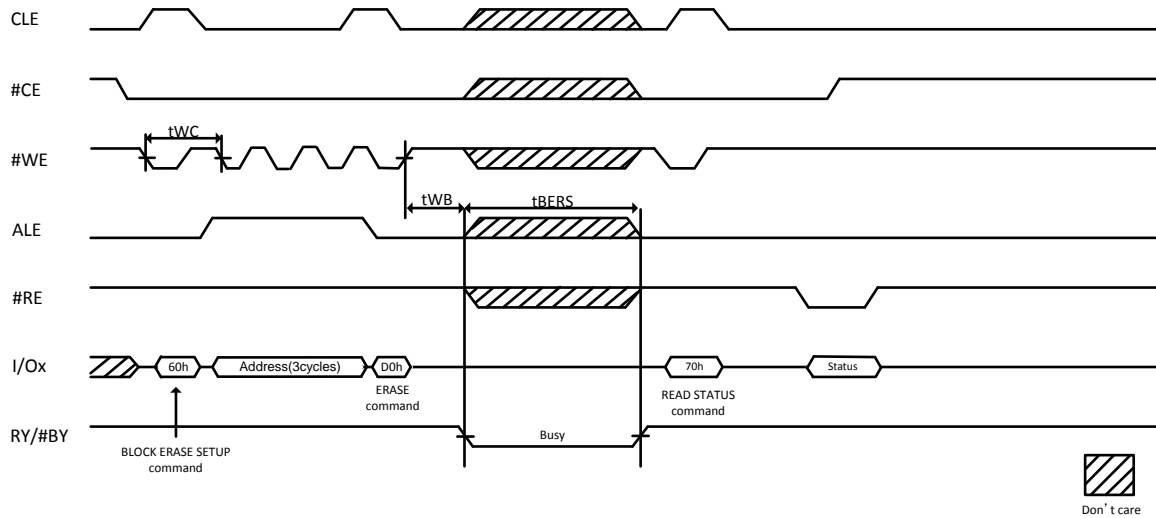 CLE
#CE
tWC
#WE
tWB
tBERS
ALE
#RE
I/Ox
60h
Address(3cycles)
D0h
70h
Status
ERASE
command
READ STATUS
command
RY/#BY
Busy
BLOCK ERASE SETUP
command
Don’t care